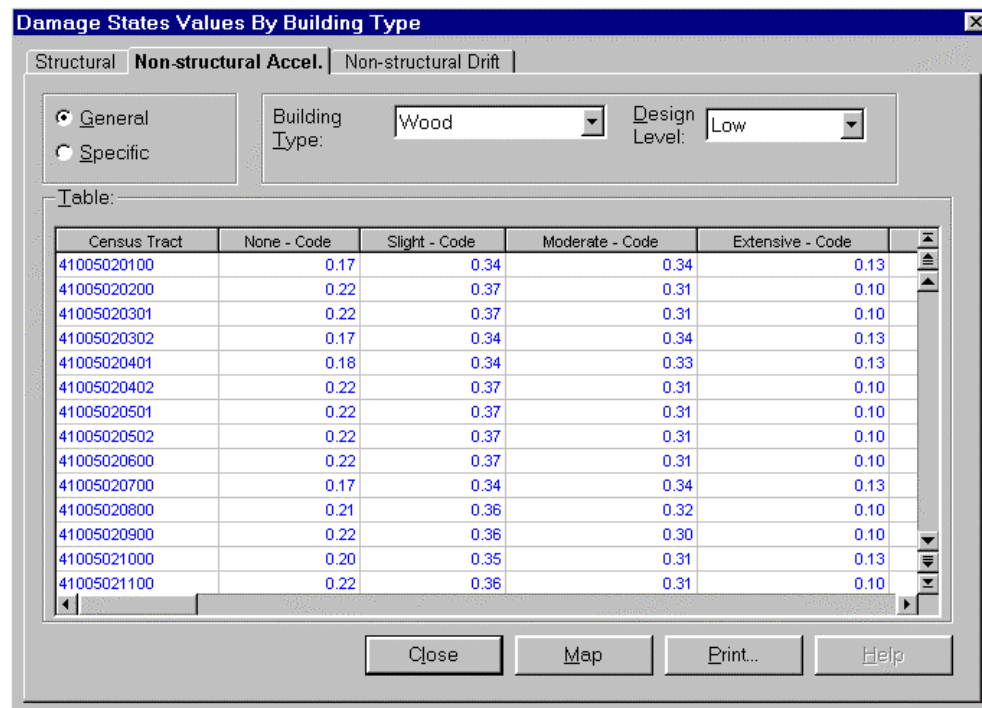 Damage States Values By Building Type
Structural Non-structural Accel. Non-structural Drift
General
Specific
Building Type:
Wood
Design Level:
Low
Table:
Census Tract None - Code Slight - Code Moderate - Code Extensive - Code
41005020100 0.17 0.34 0.34 0.13
41005020200 0.22 0.37 0.31 0.10
41005020301 0.22 0.37 0.31 0.10
41005020302 0.17 0.34 0.34 0.13
41005020401 0.18 0.34 0.33 0.13
41005020402 0.22 0.37 0.31 0.10
41005020501 0.22 0.37 0.31 0.10
41005020502 0.22 0.37 0.31 0.10
41005020600 0.22 0.37 0.31 0.10
41005020700 0.17 0.34 0.34 0.13
41005020800 0.21 0.36 0.32 0.10
41005020900 0.22 0.36 0.30 0.10
41005021000 0.20 0.35 0.31 0.13
41005021100 0.22 0.36 0.31 0.10
Close Map Print... Help